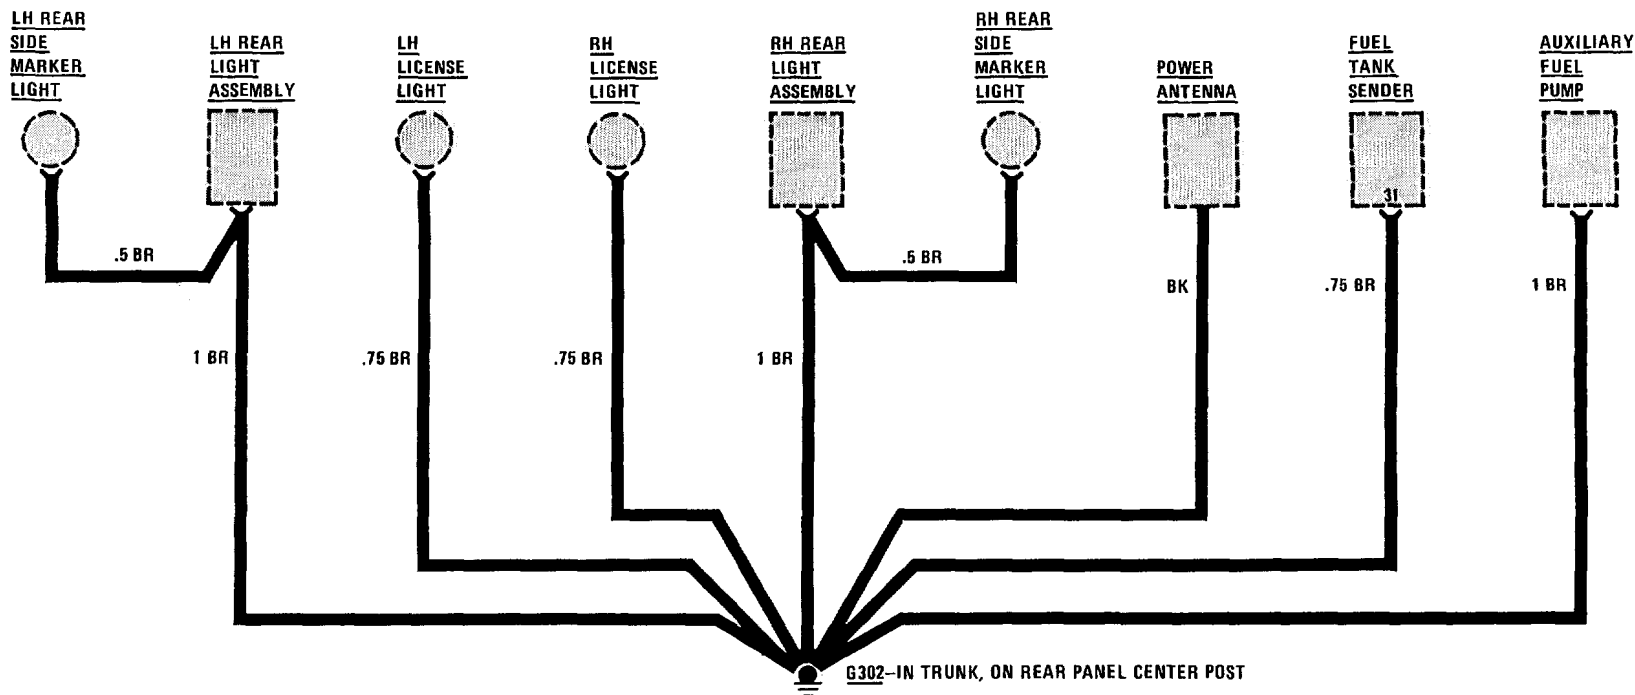 LH REAR
SIDE
MARKER
LIGHT
LH REAR
LIGHT
ASSEMBLY
LH
LICENSE
LIGHT
RH
LICENSE
LIGHT
RH REAR
LIGHT
ASSEMBLY
RH REAR
SIDE
MARKER
LIGHT
POWER
ANTENNA
FUEL
TANK
SENDER
AUXILIARY
FUEL
PUMP
31
.5 BR
.5 BR
BK
.75 BR
1 BR
1 BR
.75 BR
.75 BR
1 BR
G302–IN TRUNK, ON REAR PANEL CENTER POST